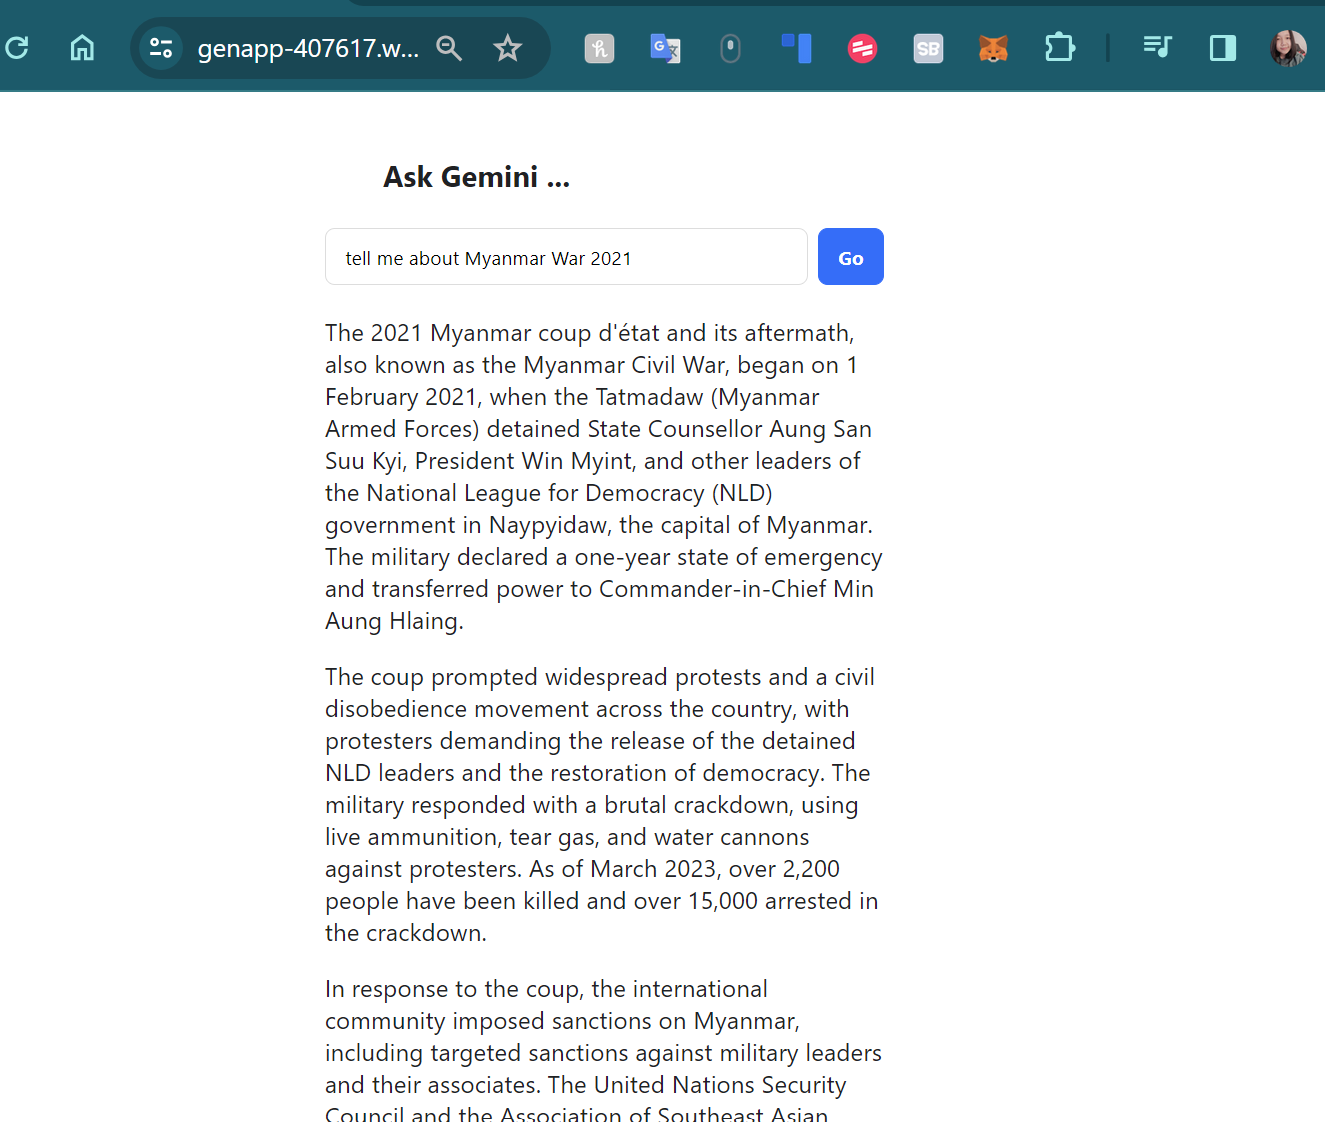 genapp-407617.w...
SB
Ask Gemini ...
tell me about Myanmar War 2021
Go
The 2021 Myanmar coup d'état and its aftermath,
also known as the Myanmar Civil War, began on 1
February 2021, when the Tatmadaw (Myanmar
Armed Forces) detained State Counsellor Aung San
Suu Kyi, President Win Myint, and other leaders of
the National League for Democracy (NLD)
government in Naypyidaw, the capital of Myanmar.
The military declared a one-year state of emergency
and transferred power to Commander-in-Chief Min
Aung Hlaing.
The coup prompted widespread protests and a civil
disobedience movement across the country, with
protesters demanding the release of the detained
NLD leaders and the restoration of democracy. The
military responded with a brutal crackdown, using
live ammunition, tear gas, and water cannons
against protesters. As of March 2023, over 2,200
people have been killed and over 15,000 arrested in
the crackdown.
In response to the coup, the international
community imposed sanctions on Myanmar,
including targeted sanctions against military leaders
and their associates. The United Nations Security
Council and the Association of Southeast Asian